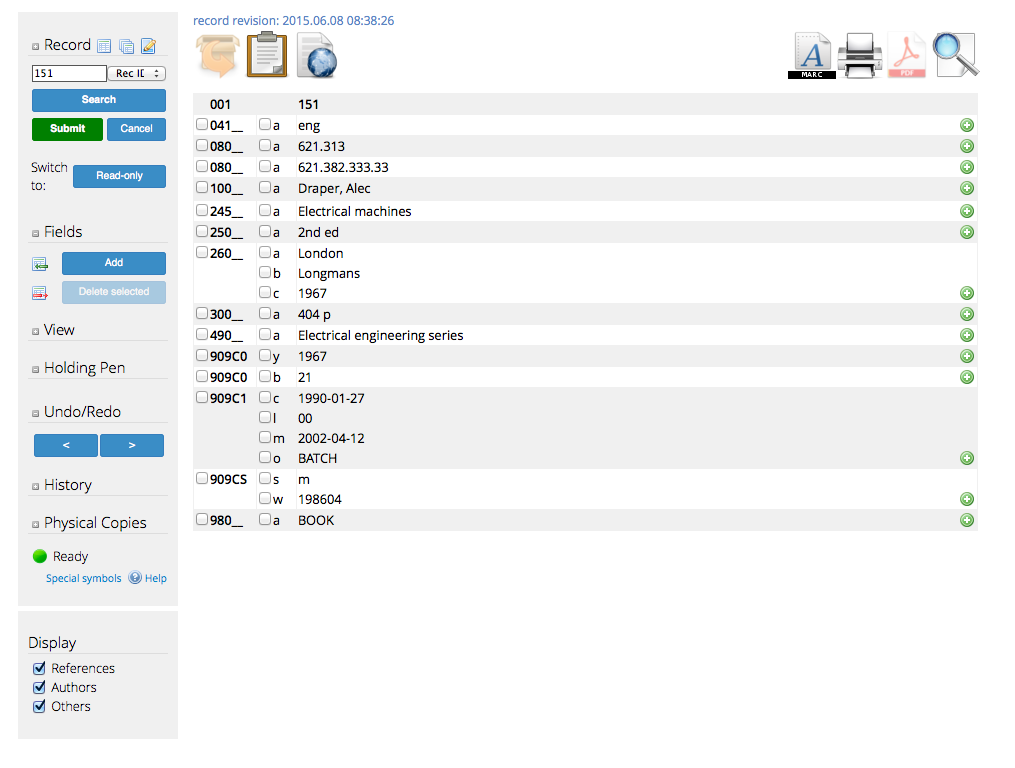 record revision: 2015.06.08 08:38:26
Record
151 Rec ID
Search
Submit Cancel
Switch to: Read-only
Fields
Add
Delete selected
View
Holding Pen
Undo/Redo
< >
History
Physical Copies
Ready
Special symbols Help
Display
References
Authors
Others
MARC
PDF
001 151
041__ a eng
080__ a 621.313
080__ a 621.382.333.33
100__ a Draper, Alec
245__ a Electrical machines
250__ a 2nd ed
260__ a London
b Longmans
c 1967
300__ a 404 p
490__ a Electrical engineering series
909C0 y 1967
909C0 b 21
909C1 c 1990-01-27
l 00
m 2002-04-12
o BATCH
909CS s m
w 198604
980__ a BOOK